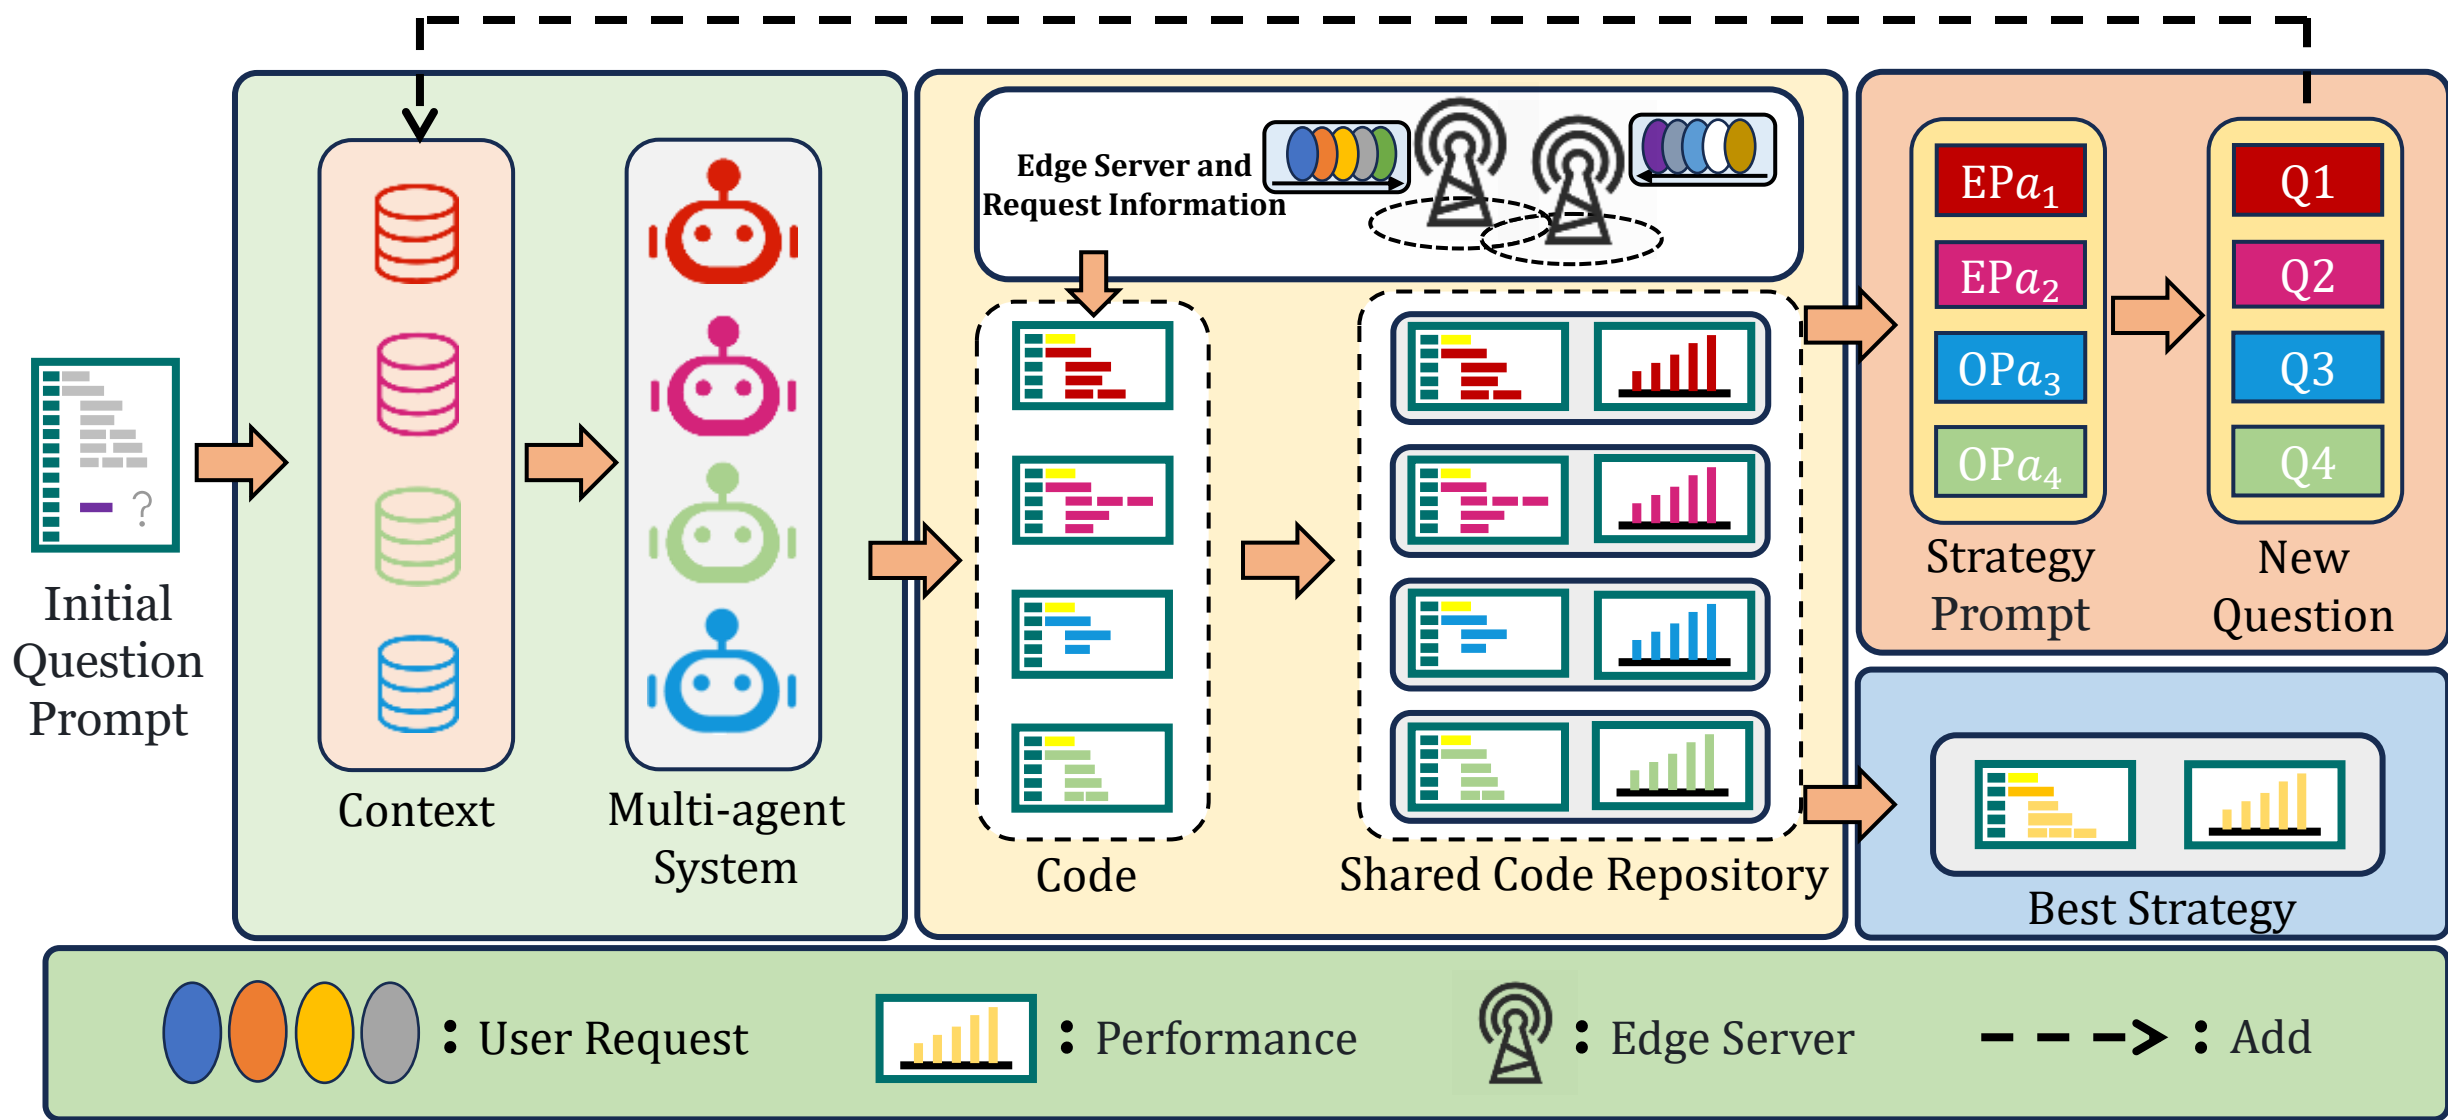 Initial
Question
Prompt
?
Context
Multi-agent
System
Edge Server and
Request Information
Code
Shared Code Repository
EPa₁
EPa₂
OPa₃
OPa₄
Strategy
Prompt
Q1
Q2
Q3
Q4
New
Question
Best Strategy
: User Request
: Performance
: Edge Server
: Add